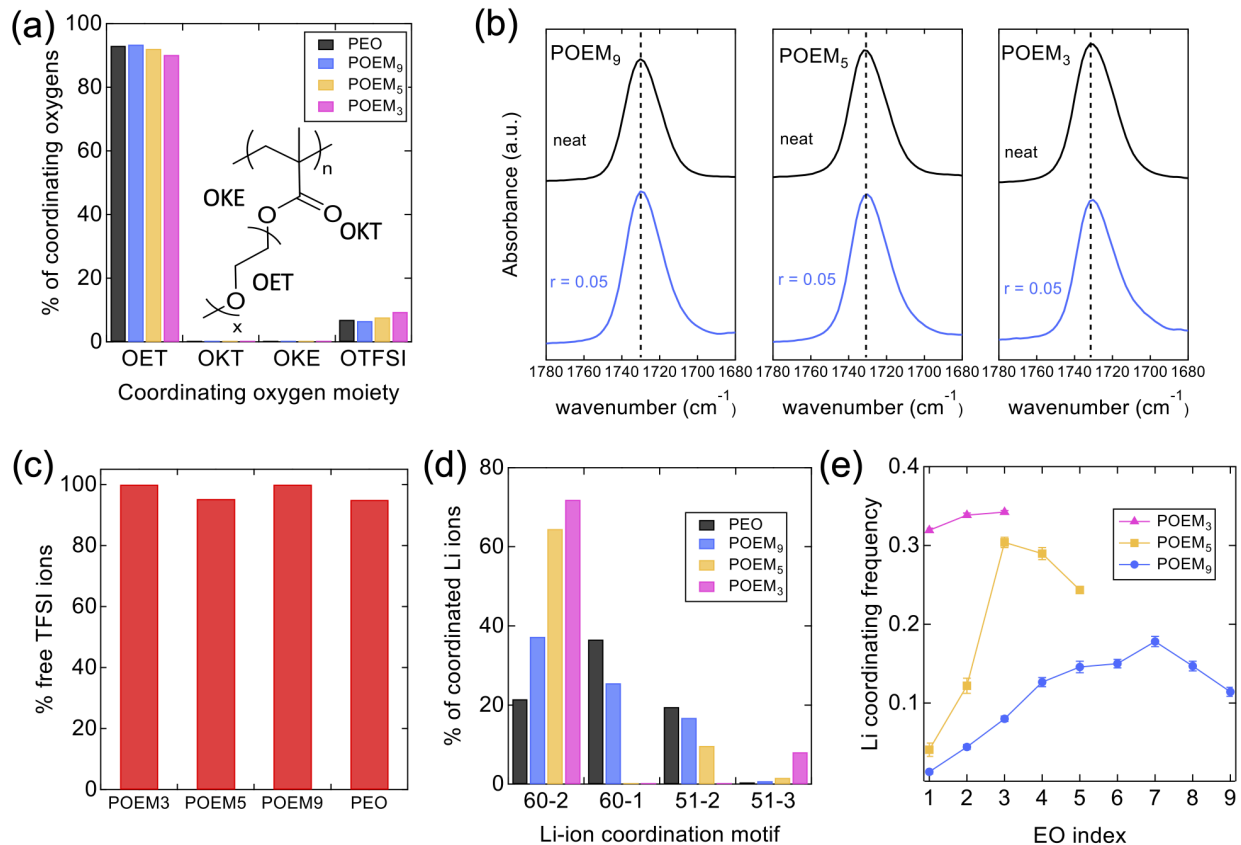 (a)
100
80
60
40
20
0
% of coordinating oxygens
PEO
POEM₉
POEM₅
POEM₃
n
OKE
O
O
OKT
OET
O
x
OET OKT OKE OTFSI
Coordinating oxygen moiety
(b)
Absorbance (a.u.)
POEM₉
neat
r = 0.05
1780 1760 1740 1720 1700 1680
wavenumber (cm⁻¹)
POEM₅
neat
r = 0.05
1780 1760 1740 1720 1700 1680
wavenumber (cm⁻¹)
POEM₃
neat
r = 0.05
1780 1760 1740 1720 1700 1680
wavenumber (cm⁻¹)
(c)
100
80
60
40
20
0
% free TFSI ions
POEM3 POEM5 POEM9 PEO
(d)
80
60
40
20
0
% of coordinated Li ions
PEO
POEM₉
POEM₅
POEM₃
60-2 60-1 51-2 51-3
Li-ion coordination motif
(e)
0.4
0.3
0.2
0.1
Li coordinating frequency
POEM₃
POEM₅
POEM₉
1 2 3 4 5 6 7 8 9
EO index